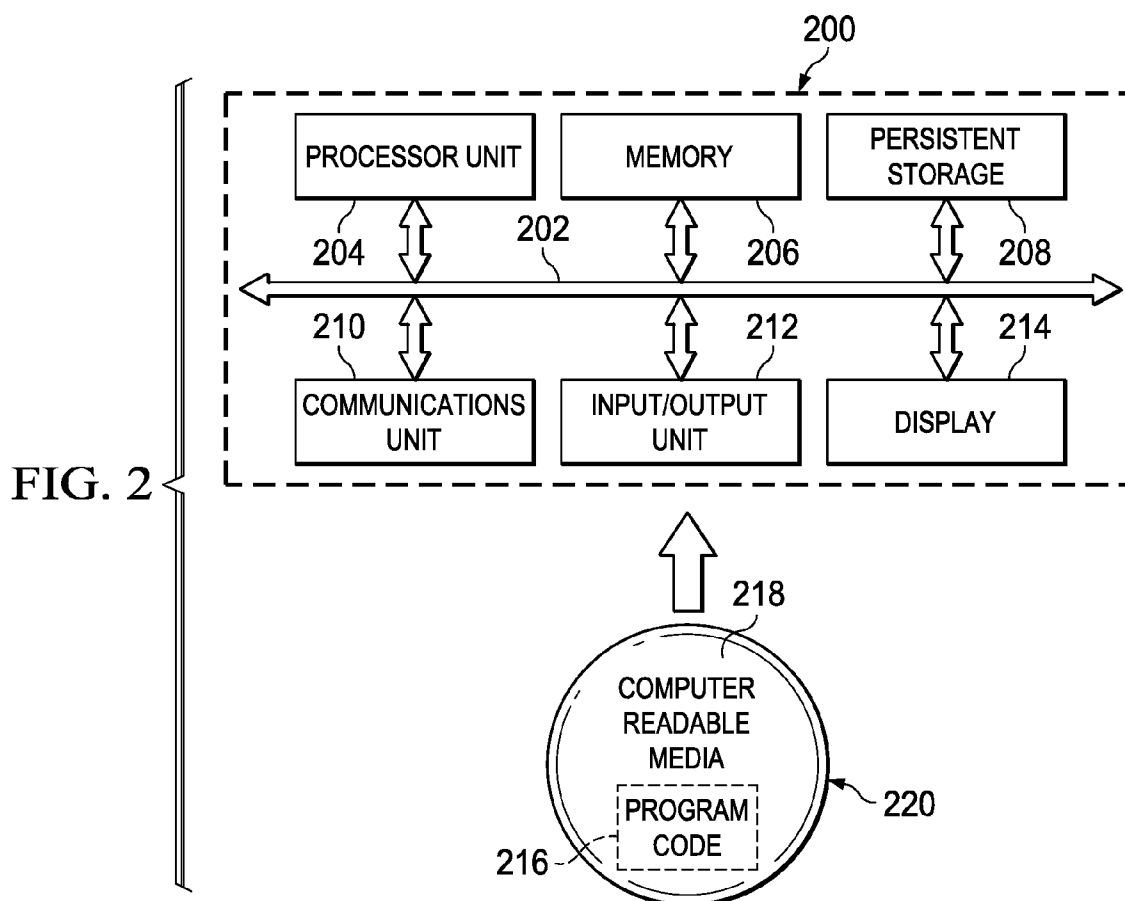 200
PROCESSOR UNIT
MEMORY
PERSISTENT
STORAGE
204
202
206
208
210
212
214
COMMUNICATIONS
UNIT
INPUT/OUTPUT
UNIT
DISPLAY
FIG. 2
218
COMPUTER
READABLE
MEDIA
220
PROGRAM
CODE
216